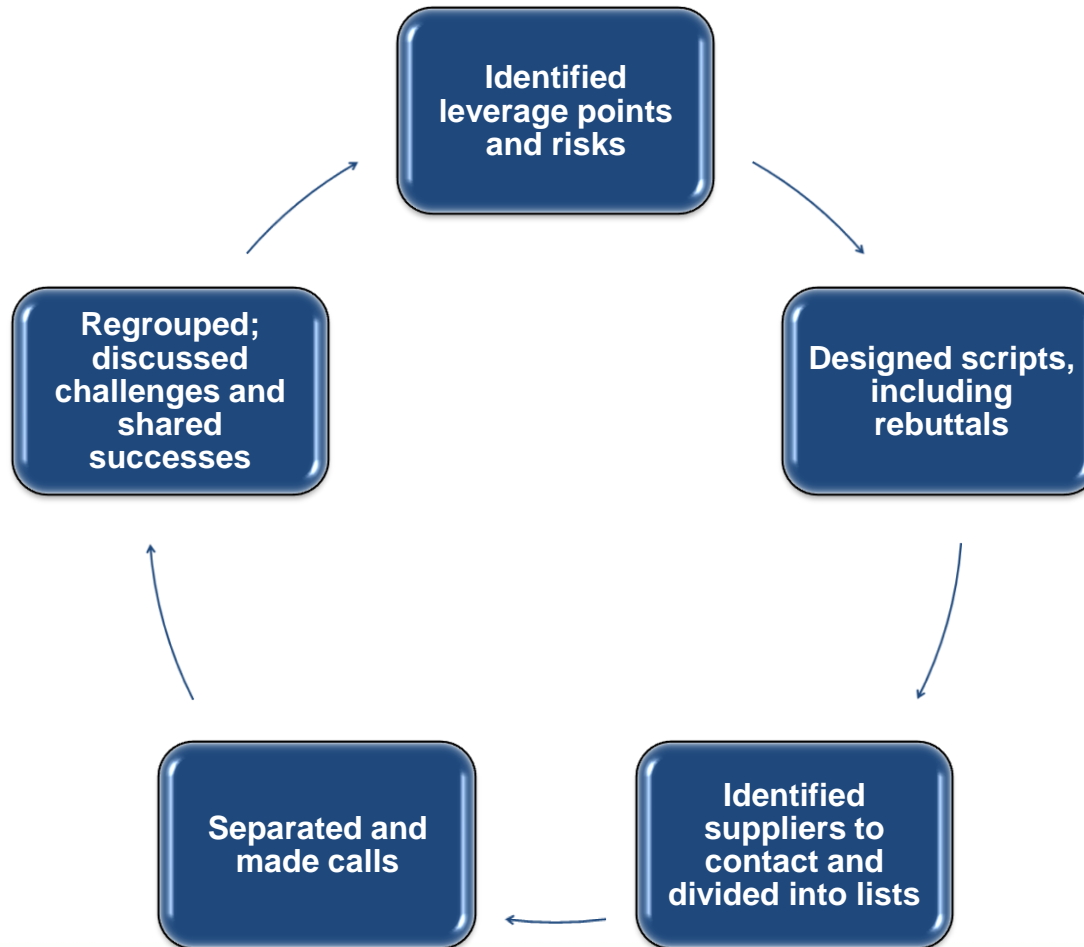 Identified
leverage points
and risks
Designed scripts,
including
rebuttals
Identified
suppliers to
contact and
divided into lists
Separated and
made calls
Regrouped;
discussed
challenges and
shared
successes